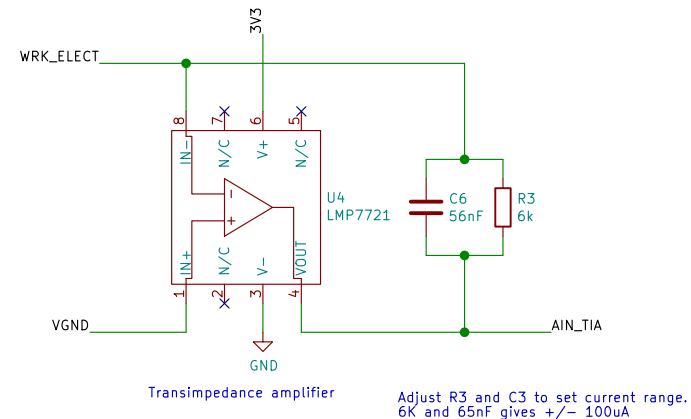 3V3
WRK_ELECT
8
7
6
5
IN-
N/C
V+
N/C
U4
LMP7721
C6
56nF
R3
6k
-
+
IN+
N/C
V-
VOUT
1
2
3
4
VGND
AIN_TIA
GND
Transimpedance amplifier
Adjust R3 and C3 to set current range.
6K and 65nF gives +/- 100uA